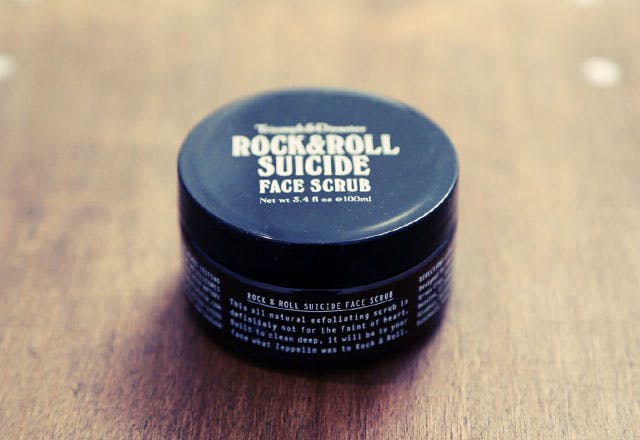 Triumph & Disaster
ROCK&ROLL
SUICIDE
FACE SCRUB
Net wt 3.4 fl oz e100ml
ROCK & ROLL SUICIDE FACE SCRUB
This all natural exfoliating scrub is
definitely not for the faint of heart.
Built to clean deep, it will be to your
face what Zeppelin was to Rock & Roll.